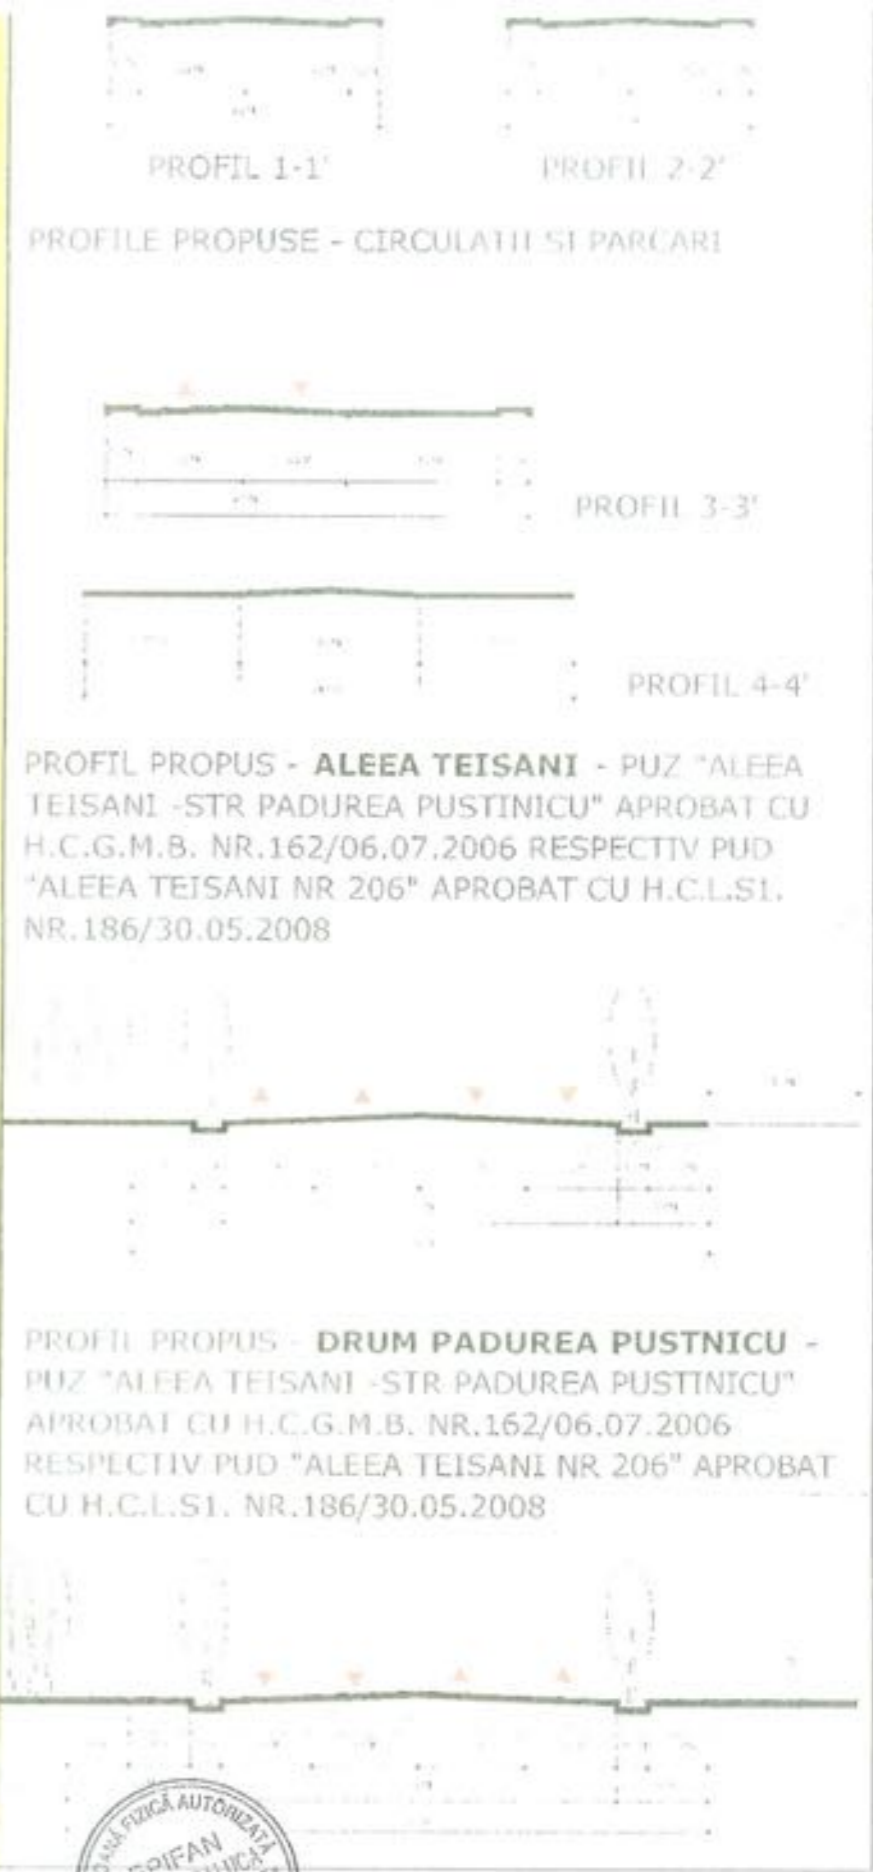 PROFIL 1-1'
PROFIL 2-2'
PROFILE PROPUSE - CIRCULATII SI PARCARI
PROFIL 3-3'
PROFIL 4-4'
PROFIL PROPUS - ALEEA TEISANI - PUZ "ALEEA
TEISANI -STR PADUREA PUSTINICU" APROBAT CU
H.C.G.M.B. NR.162/06.07.2006 RESPECTIV PUD
"ALEEA TEISANI NR 206" APROBAT CU H.C.L.S1.
NR.186/30.05.2008
PROFIL PROPUS - DRUM PADUREA PUSTNICU -
PUZ "ALEEA TEISANI -STR PADUREA PUSTINICU"
APROBAT CU H.C.G.M.B. NR.162/06.07.2006
RESPECTIV PUD "ALEEA TEISANI NR 206" APROBAT
CU H.C.L.S1. NR.186/30.05.2008
FIZICĂ AUTORIZATĂ